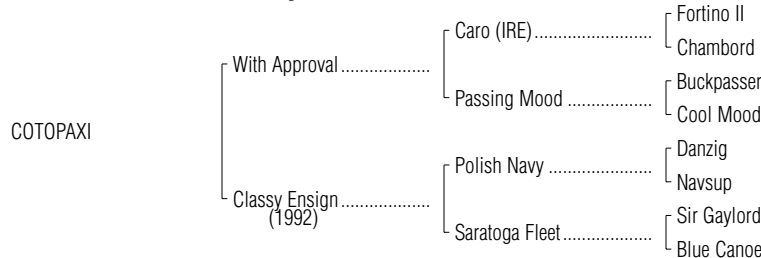 Fortino II
Caro (IRE)........................
Chambord
With Approval ...................
Buckpasser
Passing Mood .................
Cool Mood
COTOPAXI
Danzig
Polish Navy .....................
Navsup
Classy Ensign..................
(1992)
Sir Gaylord
Saratoga Fleet..................
Blue Canoe